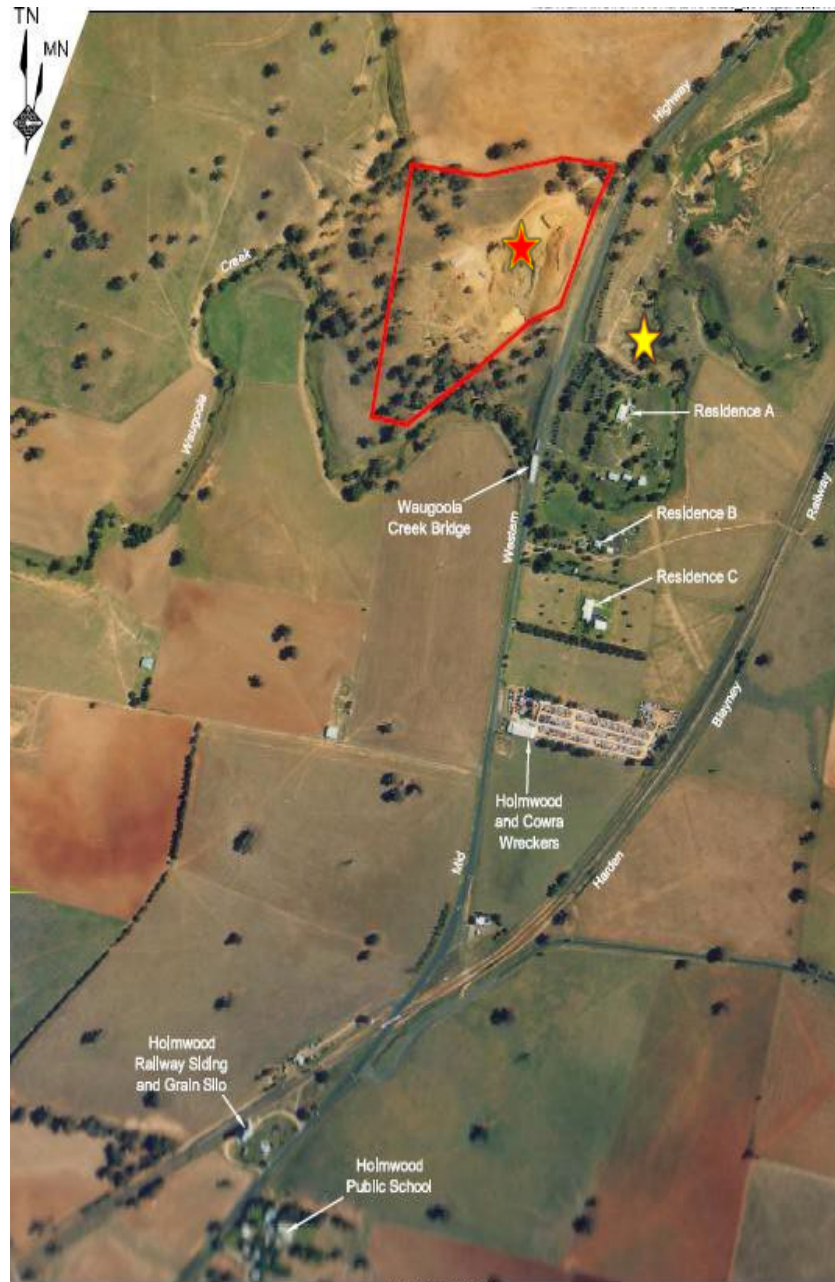 TN
MN
Highway
Creek
Waugoola
Residence A
Waugoola
Creek Bridge
Western
Residence B
Railway
Residence C
Blayney
Holmwood
and Cowra
Wreckers
Mid
Harden
Holmwood
Railway Siding
and Grain Silo
Holmwood
Public School